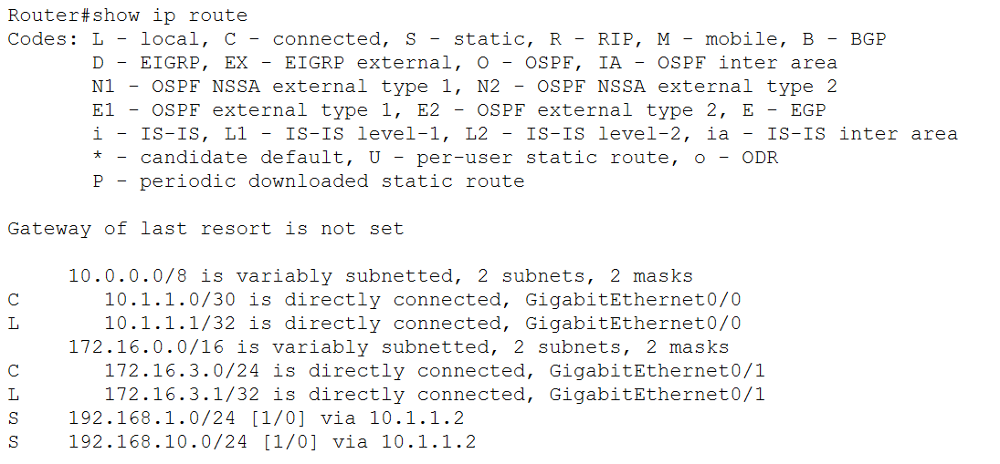 Router#show ip route
Codes: L - local, C - connected, S - static, R - RIP, M - mobile, B - BGP
D - EIGRP, EX - EIGRP external, O - OSPF, IA - OSPF inter area
N1 - OSPF NSSA external type 1, N2 - OSPF NSSA external type 2
E1 - OSPF external type 1, E2 - OSPF external type 2, E - EGP
i - IS-IS, L1 - IS-IS level-1, L2 - IS-IS level-2, ia - IS-IS inter area
* - candidate default, U - per-user static route, o - ODR
P - periodic downloaded static route
Gateway of last resort is not set
10.0.0.0/8 is variably subnetted, 2 subnets, 2 masks
C 10.1.1.0/30 is directly connected, GigabitEthernet0/0
L 10.1.1.1/32 is directly connected, GigabitEthernet0/0
172.16.0.0/16 is variably subnetted, 2 subnets, 2 masks
C 172.16.3.0/24 is directly connected, GigabitEthernet0/1
L 172.16.3.1/32 is directly connected, GigabitEthernet0/1
S 192.168.1.0/24 [1/0] via 10.1.1.2
S 192.168.10.0/24 [1/0] via 10.1.1.2